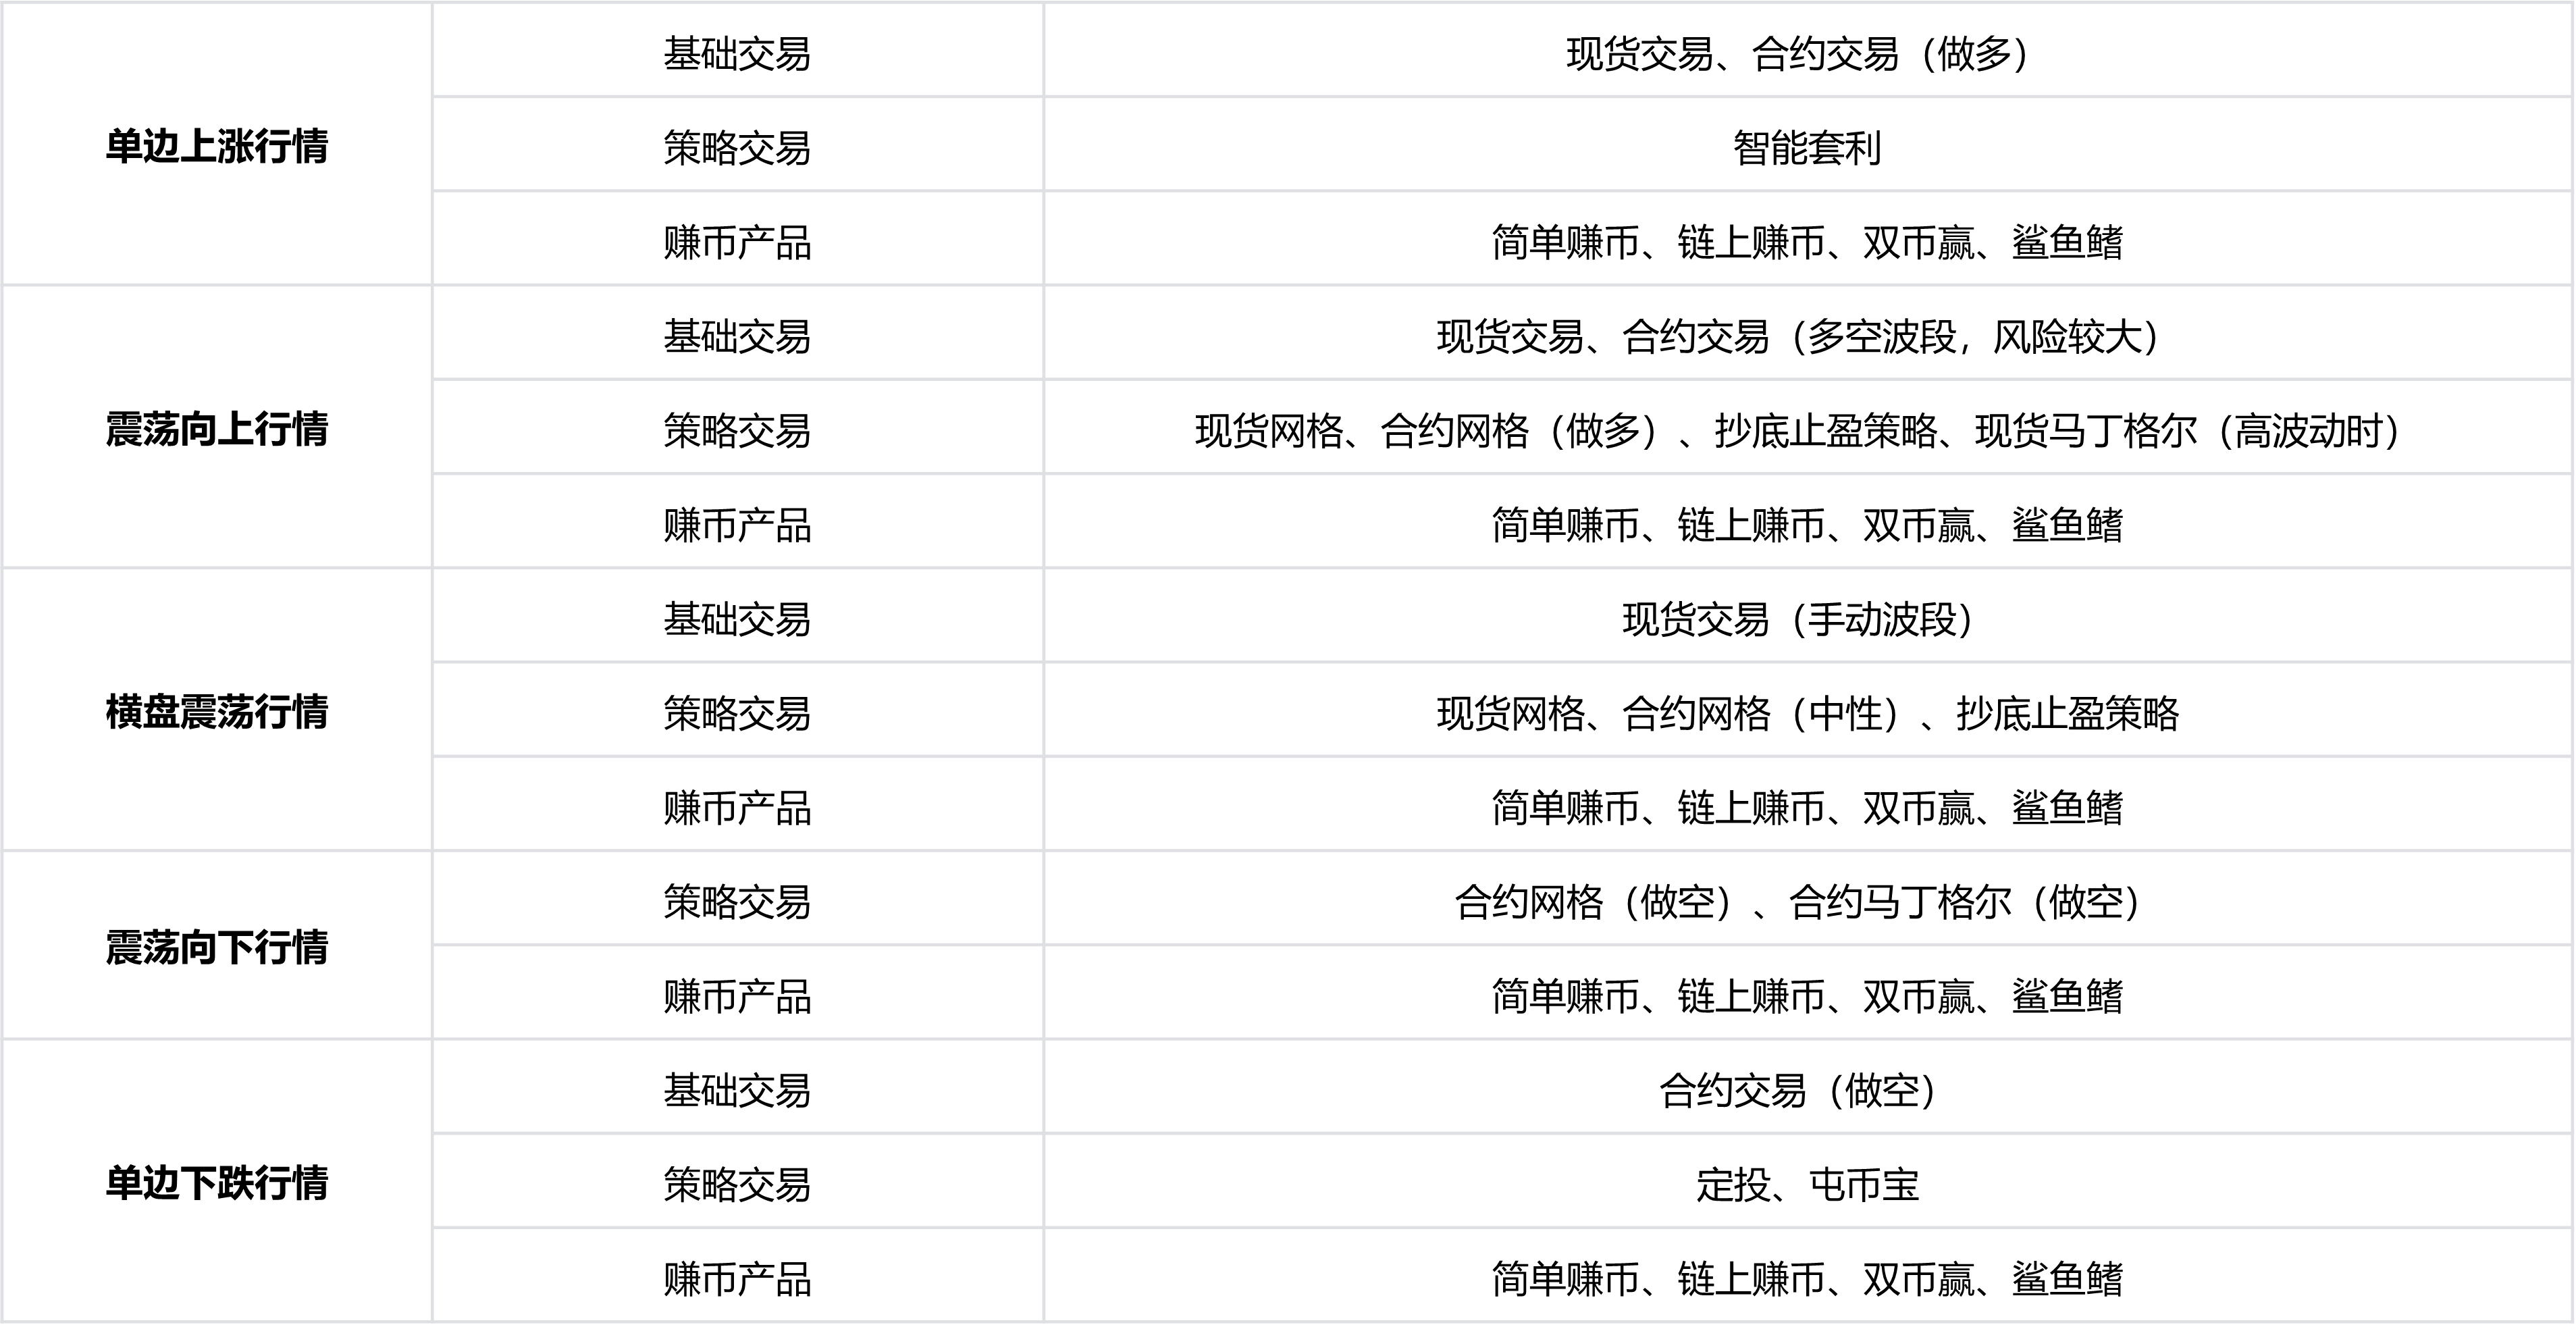 单边上涨行情
基础交易
现货交易、合约交易（做多）
策略交易
智能套利
赚币产品
简单赚币、链上赚币、双币赢、鲨鱼鳍
震荡向上行情
基础交易
现货交易、合约交易（多空波段，风险较大）
策略交易
现货网格、合约网格（做多）、抄底止盈策略、现货马丁格尔（高波动时）
赚币产品
简单赚币、链上赚币、双币赢、鲨鱼鳍
横盘震荡行情
基础交易
现货交易（手动波段）
策略交易
现货网格、合约网格（中性）、抄底止盈策略
赚币产品
简单赚币、链上赚币、双币赢、鲨鱼鳍
震荡向下行情
策略交易
合约网格（做空）、合约马丁格尔（做空）
赚币产品
简单赚币、链上赚币、双币赢、鲨鱼鳍
单边下跌行情
基础交易
合约交易（做空）
策略交易
定投、屯币宝
赚币产品
简单赚币、链上赚币、双币赢、鲨鱼鳍